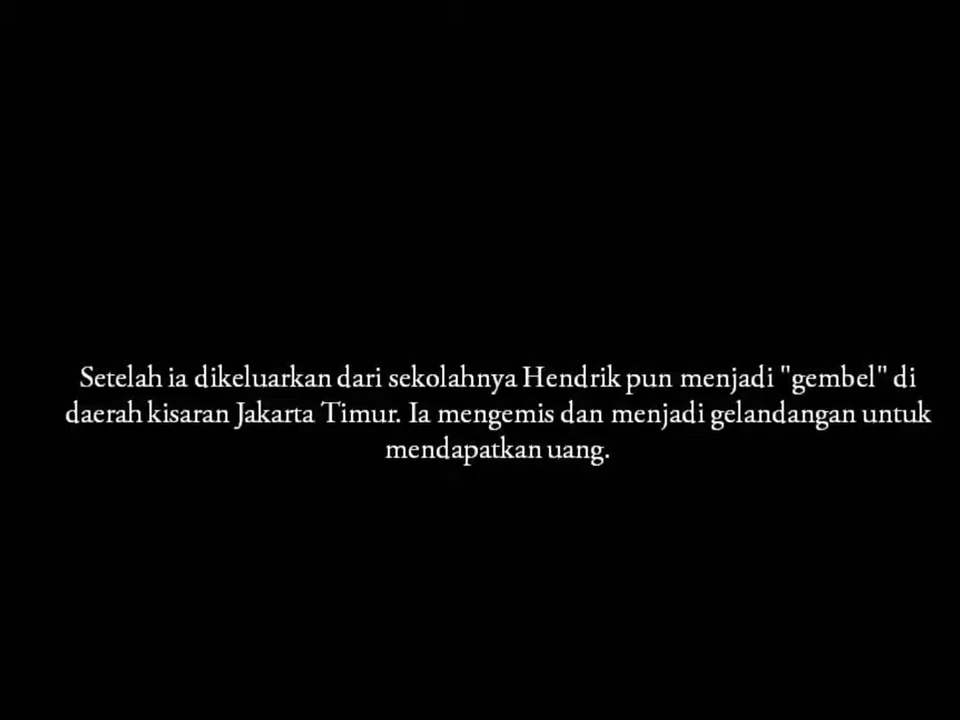 Setelah ia dikeluarkan dari sekolahnya Hendrik pun menjadi "gembel" di
daerah kisaran Jakarta Timur. Ia mengemis dan menjadi gelandangan untuk
mendapatkan uang.